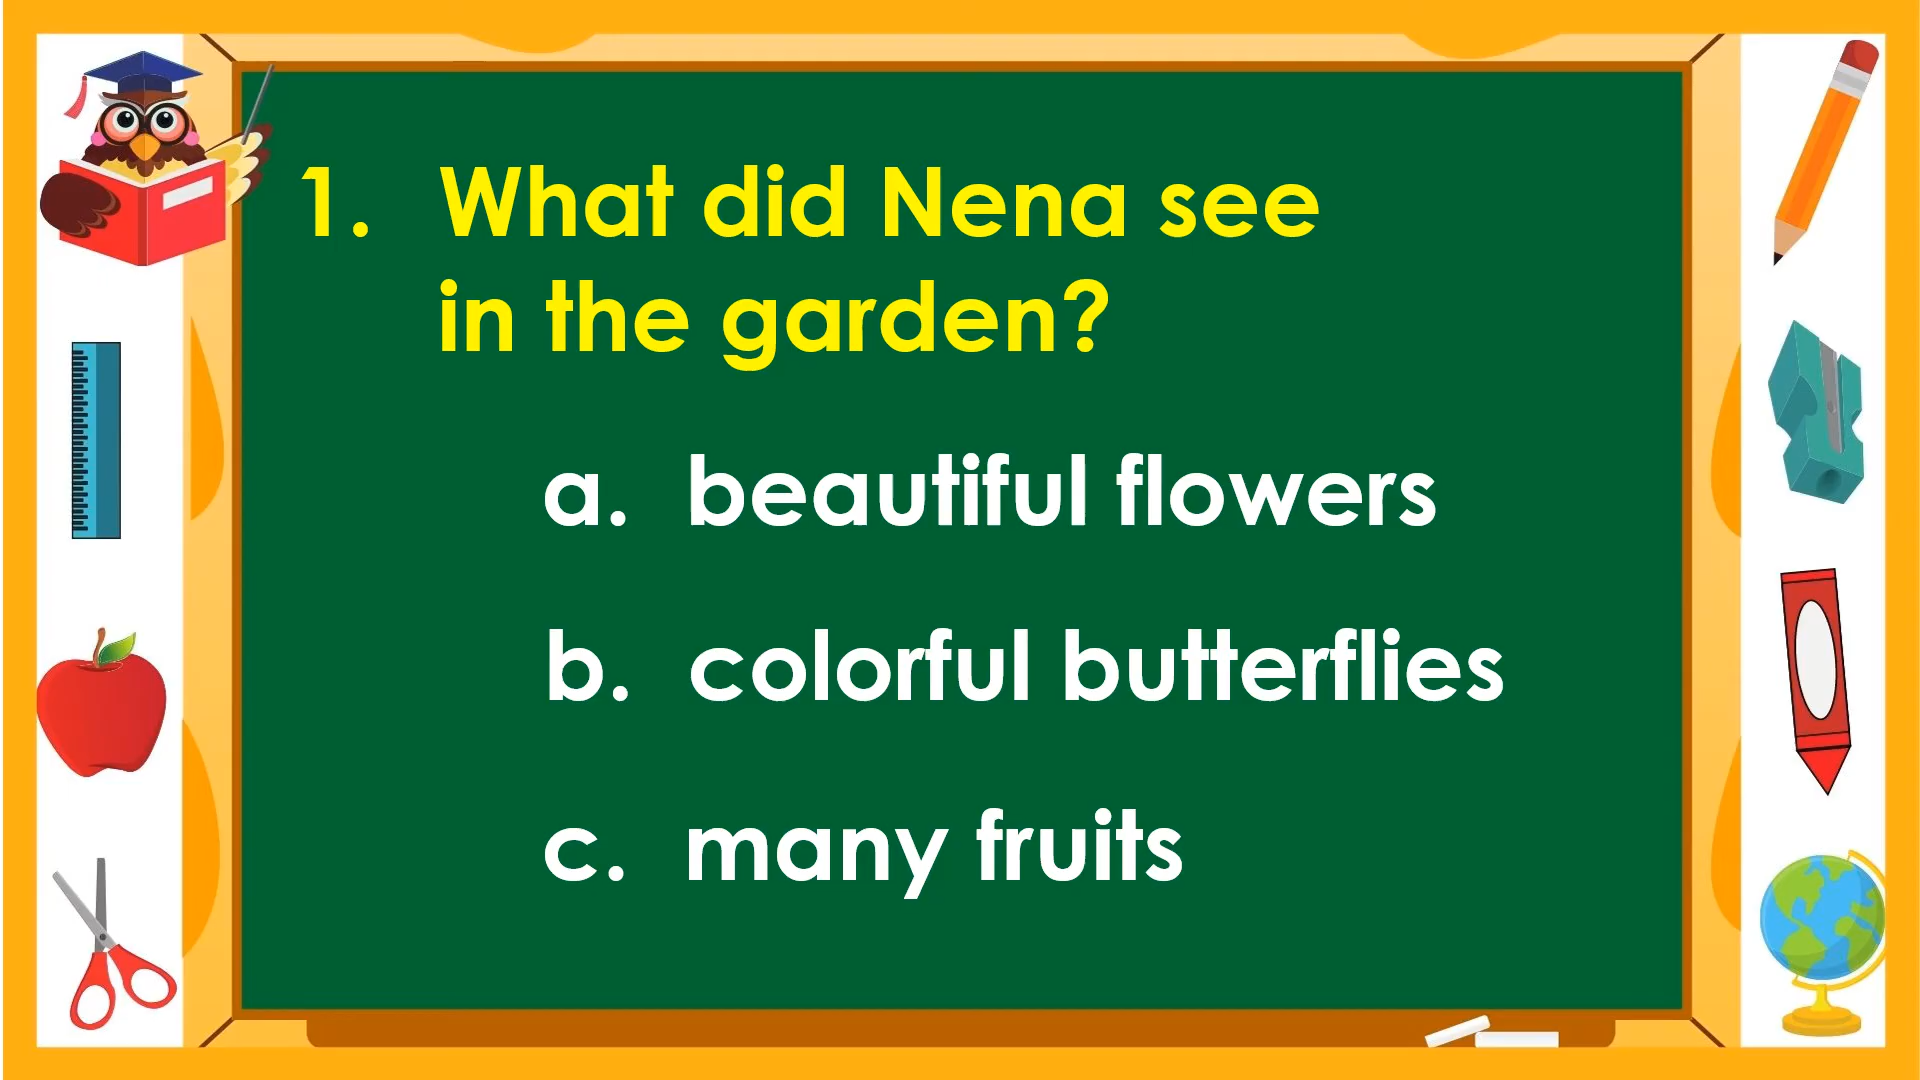 1. What did Nena see
in the garden?
a. beautiful flowers
b. colorful butterflies
c. many fruits